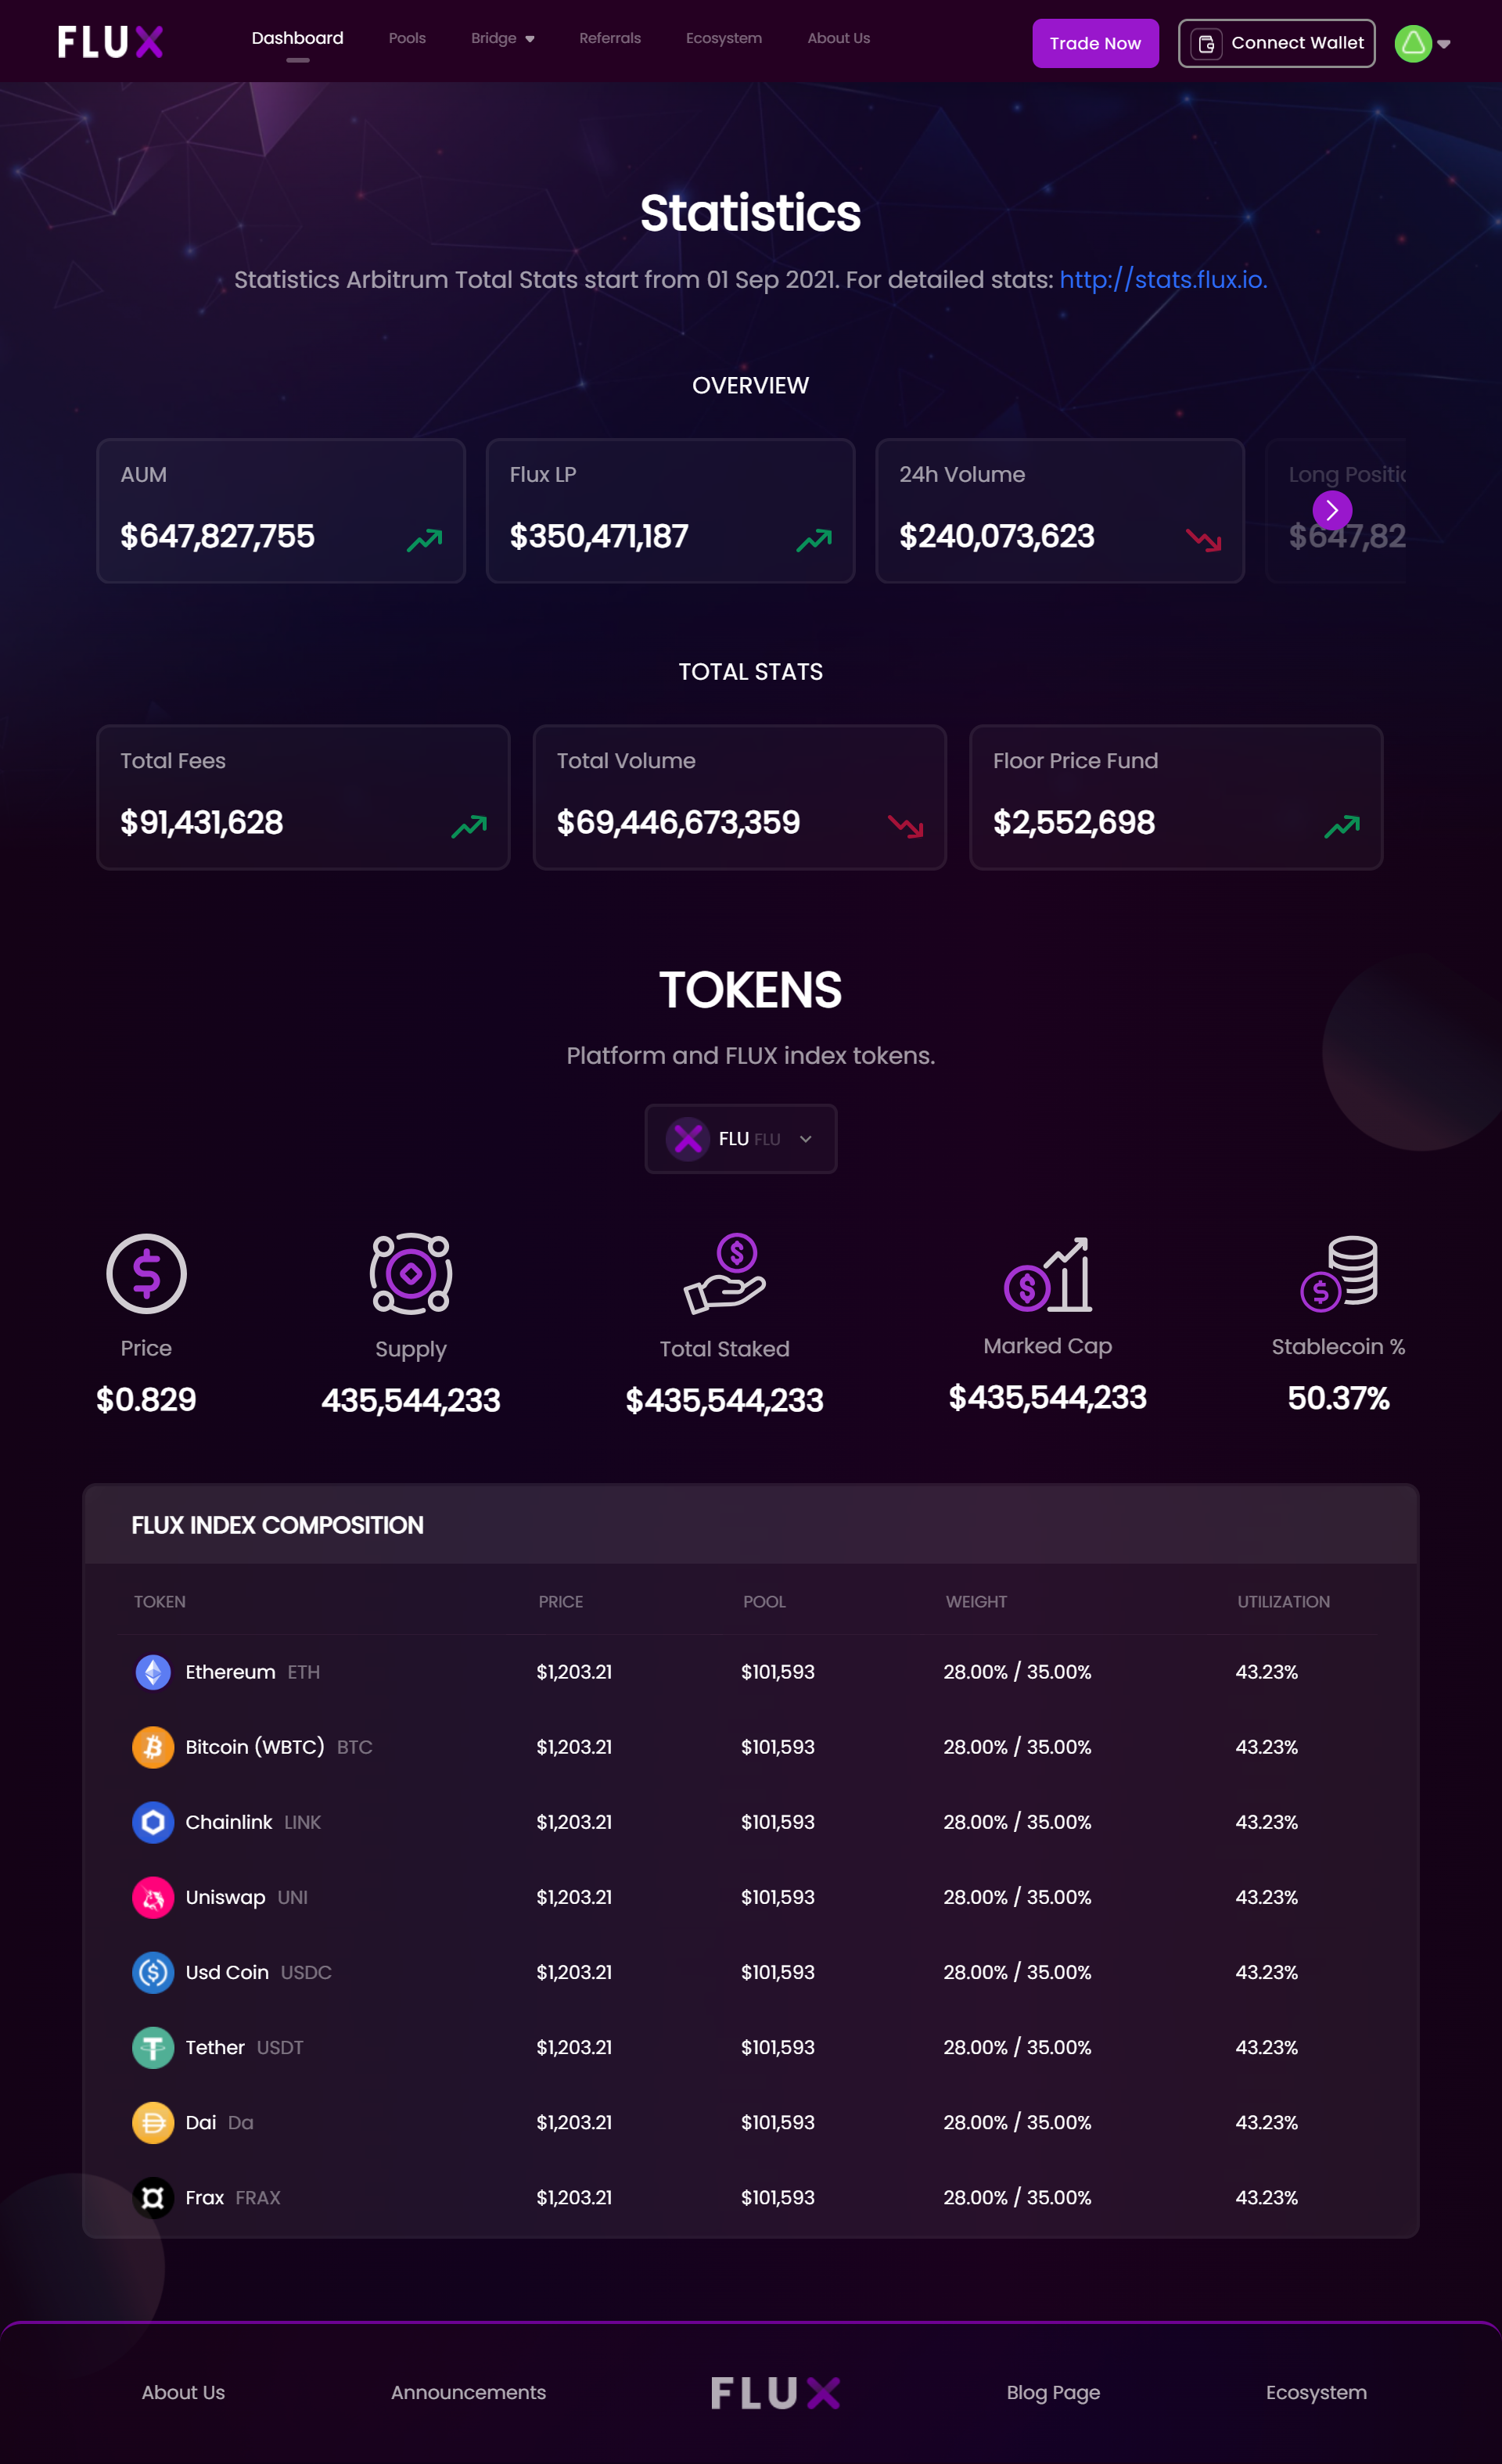 FLUX
Dashboard Pools Bridge Referrals Ecosystem About Us Trade Now Connect Wallet
Statistics
Statistics Arbitrum Total Stats start from 01 Sep 2021. For detailed stats: http://stats.flux.io.
OVERVIEW
AUM
$647,827,755
Flux LP
$350,471,187
24h Volume
$240,073,623
Long Positic
$647,82
TOTAL STATS
Total Fees
$91,431,628
Total Volume
$69,446,673,359
Floor Price Fund
$2,552,698
TOKENS
Platform and FLUX index tokens.
FLU FLU
Price
$0.829
Supply
435,544,233
Total Staked
$435,544,233
Marked Cap
$435,544,233
Stablecoin %
50.37%
FLUX INDEX COMPOSITION
TOKEN PRICE POOL WEIGHT UTILIZATION
Ethereum ETH $1,203.21 $101,593 28.00% / 35.00% 43.23%
Bitcoin (WBTC) BTC $1,203.21 $101,593 28.00% / 35.00% 43.23%
Chainlink LINK $1,203.21 $101,593 28.00% / 35.00% 43.23%
Uniswap UNI $1,203.21 $101,593 28.00% / 35.00% 43.23%
Usd Coin USDC $1,203.21 $101,593 28.00% / 35.00% 43.23%
Tether USDT $1,203.21 $101,593 28.00% / 35.00% 43.23%
Dai Da $1,203.21 $101,593 28.00% / 35.00% 43.23%
Frax FRAX $1,203.21 $101,593 28.00% / 35.00% 43.23%
About Us Announcements FLUX Blog Page Ecosystem